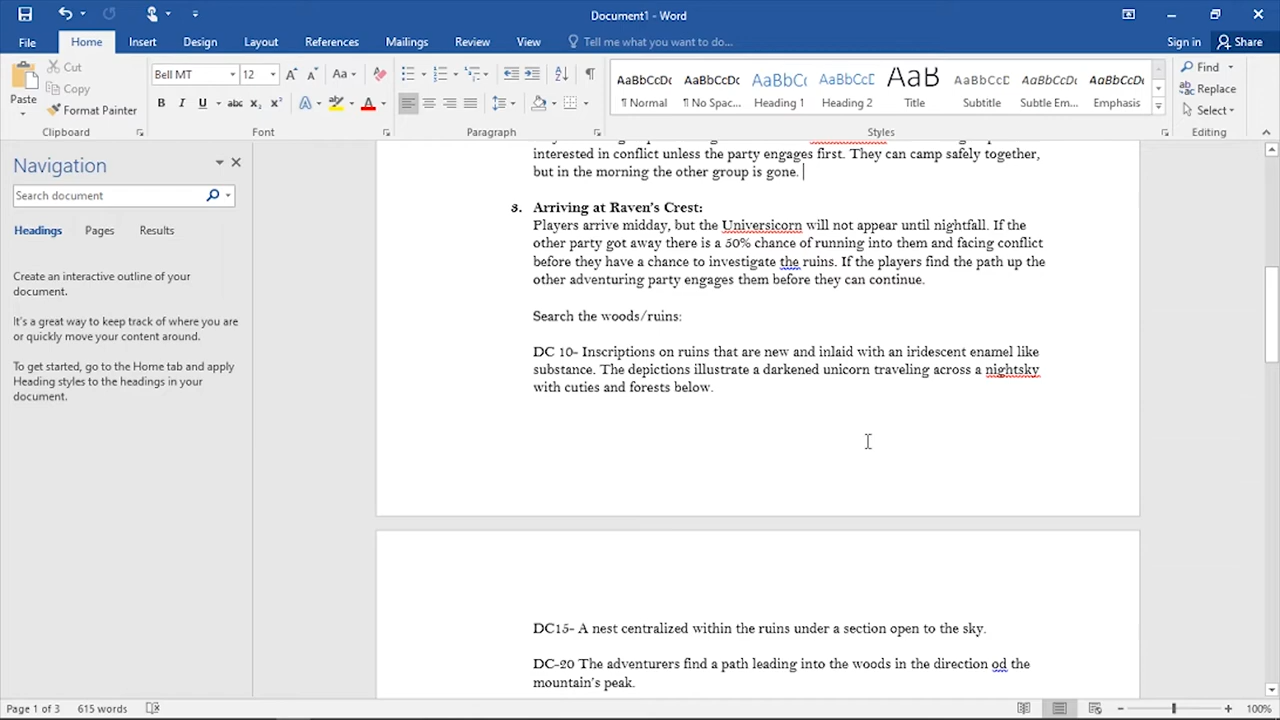 Document1 - Word
File Home Insert Design Layout References Mailings Review View Tell me what you want to do... Sign in Share
Paste Cut Copy Format Painter
Bell MT 12
AaBbCcDc AaBbCcDc AaBbCc AaBbCcD AaB AaBbCcD AaBbCcDc AaBbCcDc
¶ Normal ¶ No Spac... Heading Heading 2 Title Subtitle Subtle Em... Emphasis
Find Replace Select
Clipboard Font Paragraph Styles Editing
Navigation
Search document
Headings Pages Results
Create an interactive outline of your
document.
It's a great way to keep track of where you are
or quickly move your content around.
To get started, go to the Home tab and apply
Heading styles to the headings in your
document.
interested in conflict unless the party engages first. They can camp safely together,
but in the morning the other group is gone.
3. Arriving at Raven's Crest:
Players arrive midday, but the Universicorn will not appear until nightfall. If the
other party got away there is a 50% chance of running into them and facing conflict
before they have a chance to investigate the ruins. If the players find the path up the
other adventuring party engages them before they can continue.
Search the woods/ruins:
DC 10- Inscriptions on ruins that are new and inlaid with an iridescent enamel like
substance. The depictions illustrate a darkened unicorn traveling across a nightsky
with cuties and forests below.
DC15- A nest centralized within the ruins under a section open to the sky.
DC-20 The adventurers find a path leading into the woods in the direction od the
mountain's peak.
Page 1 of 3 615 words 100%